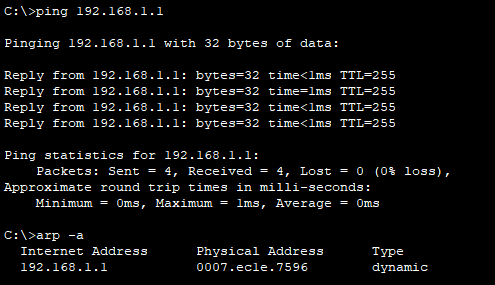 C:\>ping 192.168.1.1
Pinging 192.168.1.1 with 32 bytes of data:
Reply from 192.168.1.1: bytes=32 time<1ms TTL=255
Reply from 192.168.1.1: bytes=32 time=1ms TTL=255
Reply from 192.168.1.1: bytes=32 time<1ms TTL=255
Reply from 192.168.1.1: bytes=32 time<1ms TTL=255
Ping statistics for 192.168.1.1:
Packets: Sent = 4, Received = 4, Lost = 0 (0% loss),
Approximate round trip times in milli-seconds:
Minimum = 0ms, Maximum = 1ms, Average = 0ms
C:\>arp -a
Internet Address Physical Address Type
192.168.1.1 0007.ec1e.7596 dynamic